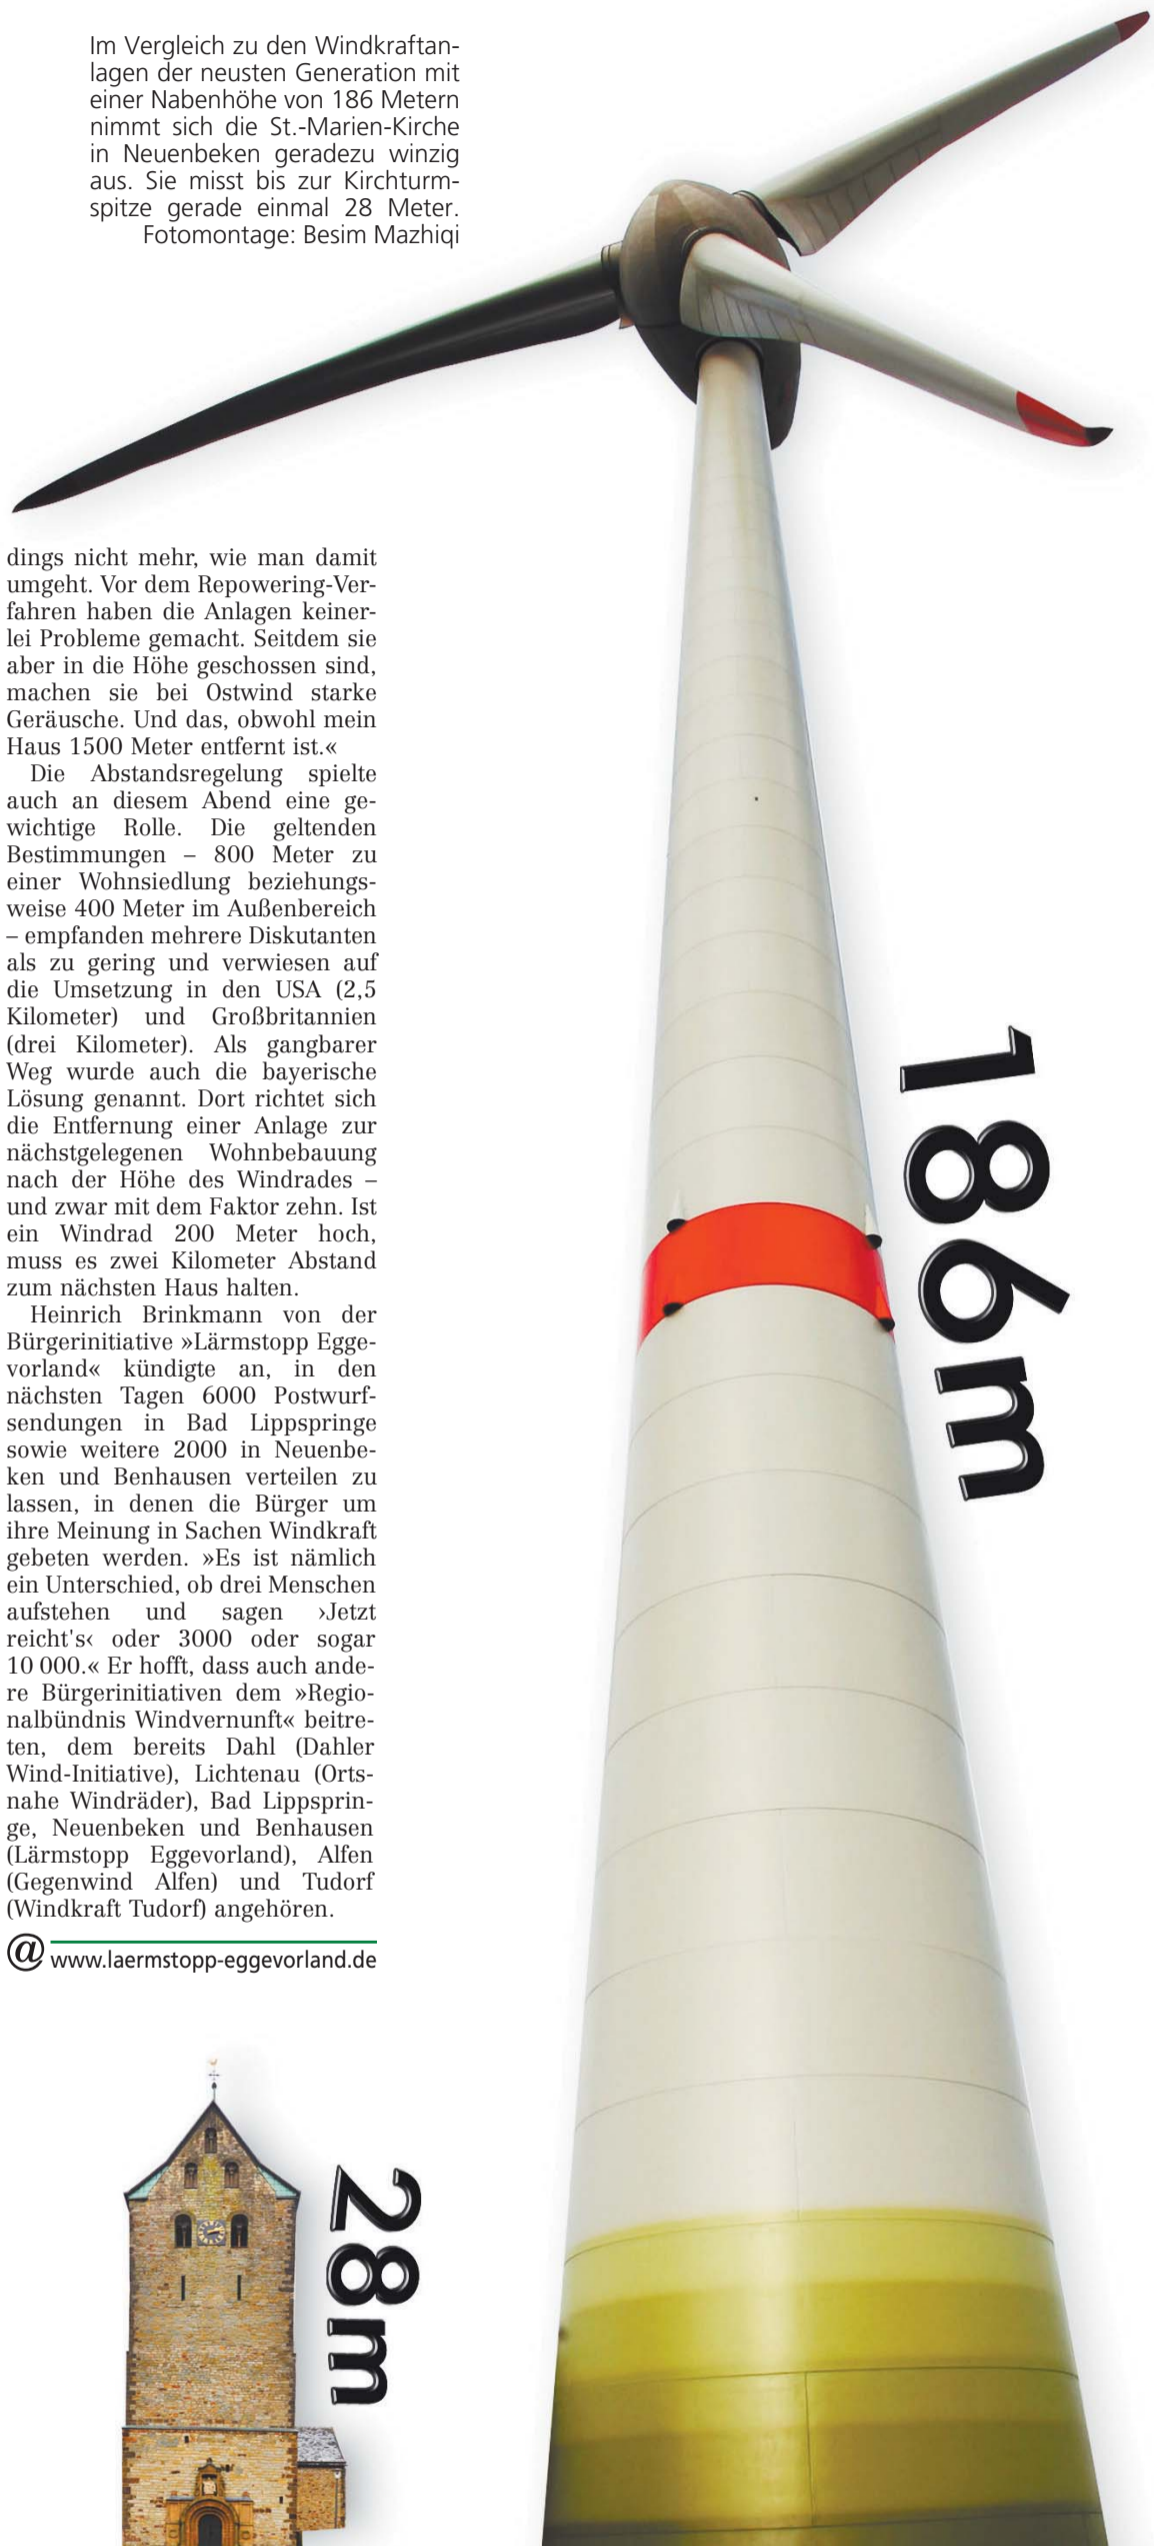 Im Vergleich zu den Windkraftan-
lagen der neusten Generation mit
einer Nabenhöhe von 186 Metern
nimmt sich die St.-Marien-Kirche
in Neuenbeken geradezu winzig
aus. Sie misst bis zur Kirchturm-
spitze gerade einmal 28 Meter.
Fotomontage: Besim Mazhiqi
dings nicht mehr, wie man damit
umgeht. Vor dem Repowering-Ver-
fahren haben die Anlagen keiner-
lei Probleme gemacht. Seitdem sie
aber in die Höhe geschossen sind,
machen sie bei Ostwind starke
Geräusche. Und das, obwohl mein
Haus 1500 Meter entfernt ist.«
Die Abstandsregelung spielte
auch an diesem Abend eine ge-
wichtige Rolle. Die geltenden
Bestimmungen – 800 Meter zu
einer Wohnsiedlung beziehungs-
weise 400 Meter im Außenbereich
– empfanden mehrere Diskutanten
als zu gering und verwiesen auf
die Umsetzung in den USA (2,5
Kilometer) und Großbritannien
(drei Kilometer). Als gangbarer
Weg wurde auch die bayerische
Lösung genannt. Dort richtet sich
die Entfernung einer Anlage zur
nächstgelegenen Wohnbebauung
nach der Höhe des Windrades –
und zwar mit dem Faktor zehn. Ist
ein Windrad 200 Meter hoch,
muss es zwei Kilometer Abstand
zum nächsten Haus halten.
Heinrich Brinkmann von der
Bürgerinitiative »Lärmstopp Egge-
vorland« kündigte an, in den
nächsten Tagen 6000 Postwurf-
sendungen in Bad Lippspringe
sowie weitere 2000 in Neuenbe-
ken und Benhausen verteilen zu
lassen, in denen die Bürger um
ihre Meinung in Sachen Windkraft
gebeten werden. »Es ist nämlich
ein Unterschied, ob drei Menschen
aufstehen und sagen ›Jetzt
reicht's‹ oder 3000 oder sogar
10 000.« Er hofft, dass auch ande-
re Bürgerinitiativen dem »Regio-
nalbündnis Windvernunft« beitre-
ten, dem bereits Dahl (Dahler
Wind-Initiative), Lichtenau (Orts-
nahe Windräder), Bad Lippsprin-
ge, Neuenbeken und Benhausen
(Lärmstopp Eggevorland), Alfen
(Gegenwind Alfen) und Tudorf
(Windkraft Tudorf) angehören.
@ www.laermstopp-eggevorland.de
186m
28m